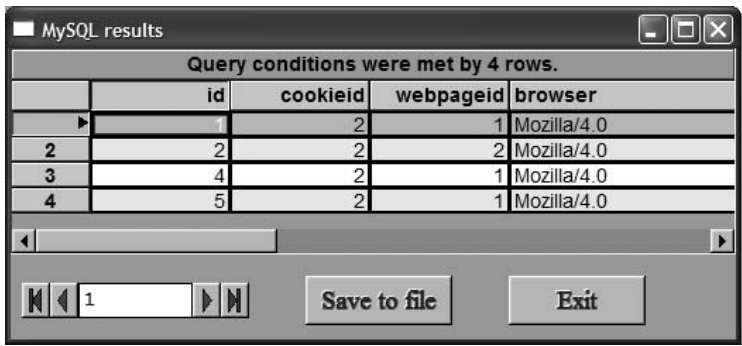 MySQL results
Query conditions were met by 4 rows.
id cookieid webpageid browser
1 2 1 Mozilla/4.0
2 2 2 2 Mozilla/4.0
3 4 2 1 Mozilla/4.0
4 5 2 1 Mozilla/4.0
1 Save to file Exit